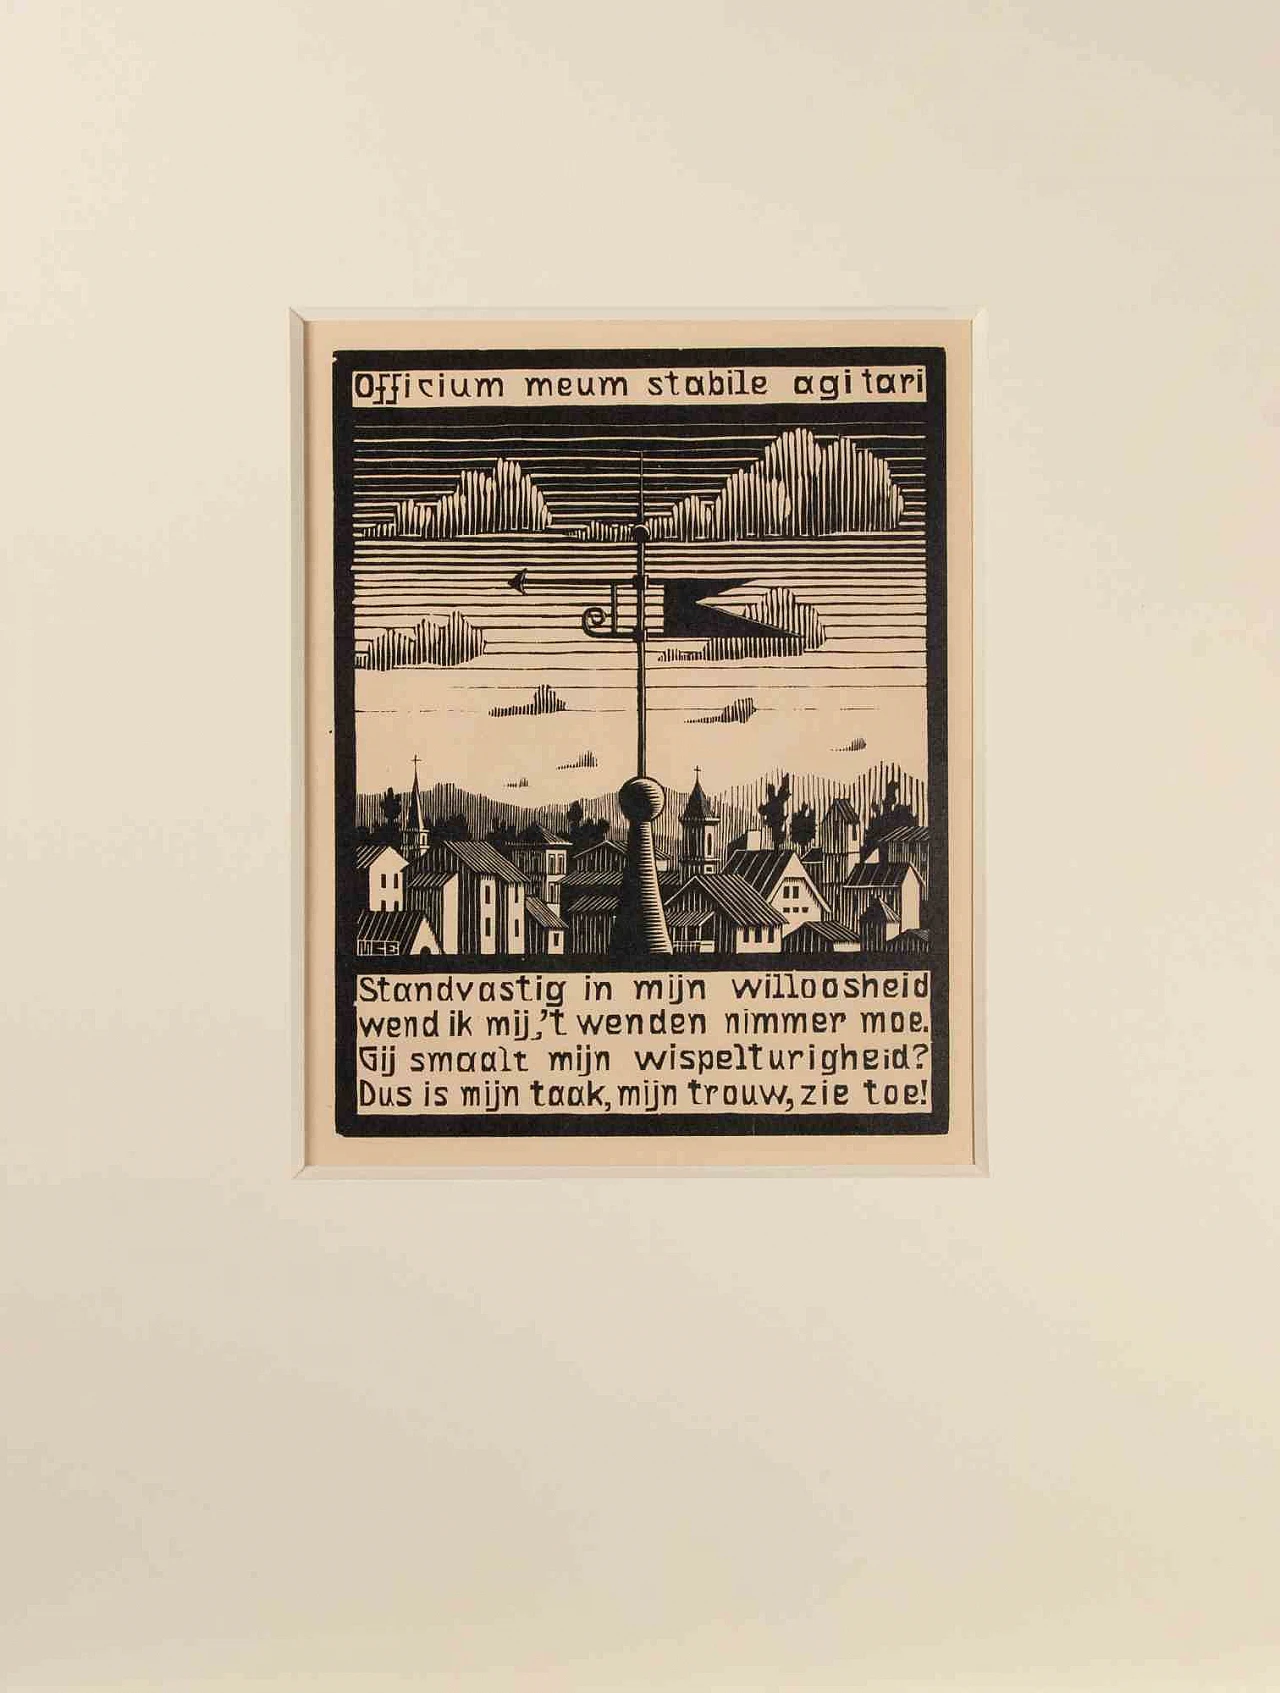 Officium meum stabile agitari
MCE
Standvastig in mijn willoosheid
wend ik mij,'t wenden nimmer moe.
Gij smaalt mijn wispelturigheid?
Dus is mijn taak, mijn trouw, zie toe!